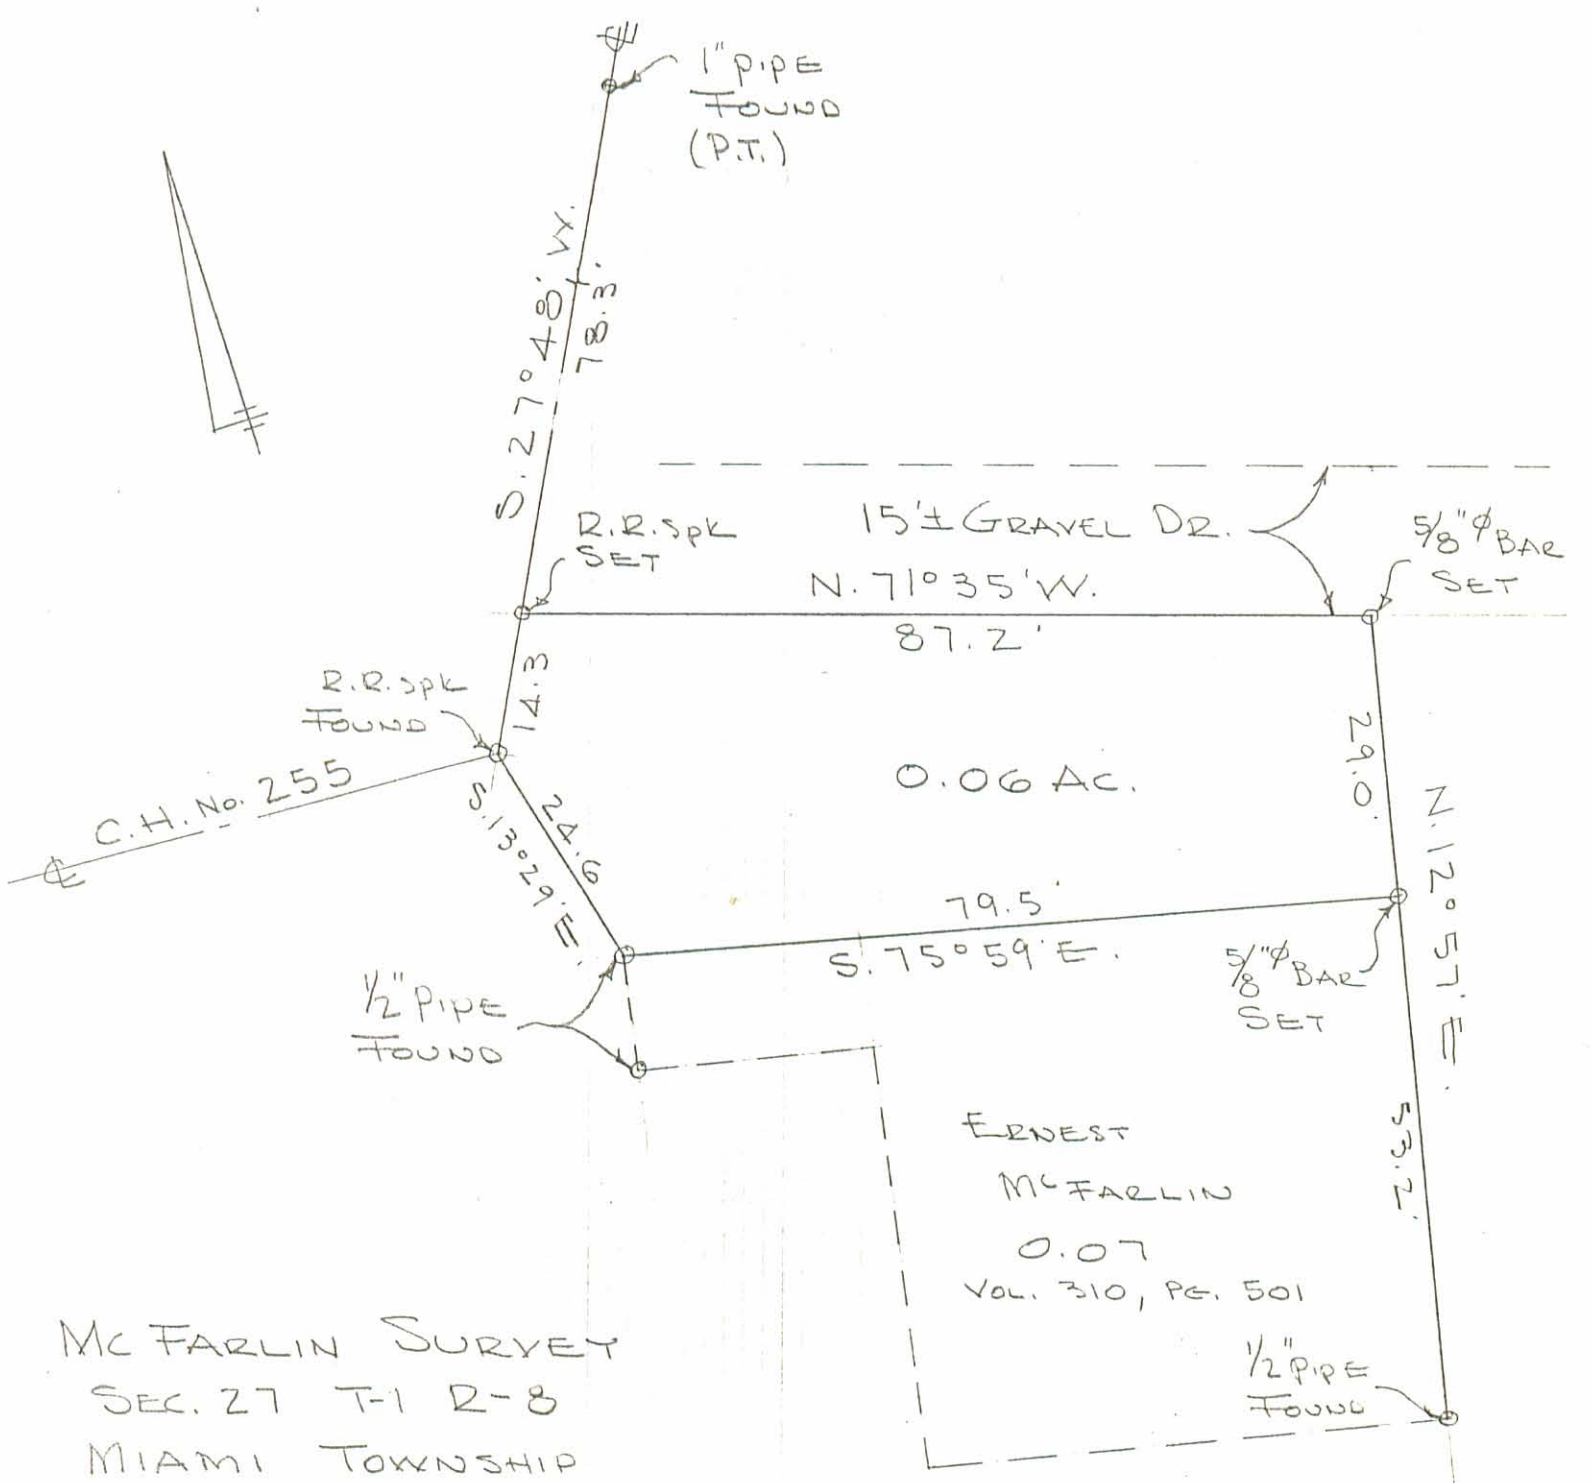 ℄
1" PIPE
FOUND
(P.T.)
S. 27° 48' W.
78.3'
R.R. SPK
SET
15'± GRAVEL DR.
5/8" ⌀ BAR
SET
N. 71° 35' W.
87.2'
R.R. SPK
FOUND
14.3
C.H. No. 255
℄
24.6
S. 13° 29' E.
0.06 AC.
29.0'
N. 12° 57' E.
79.5'
S. 75° 59' E.
5/8" ⌀ BAR
SET
1/2" PIPE
FOUND
53.2'
ERNEST
McFARLIN
0.07
VOL. 310, PG. 501
1/2" PIPE
FOUND
MC FARLIN SURVEY
SEC. 27 T-1 R-8
MIAMI TOWNSHIP